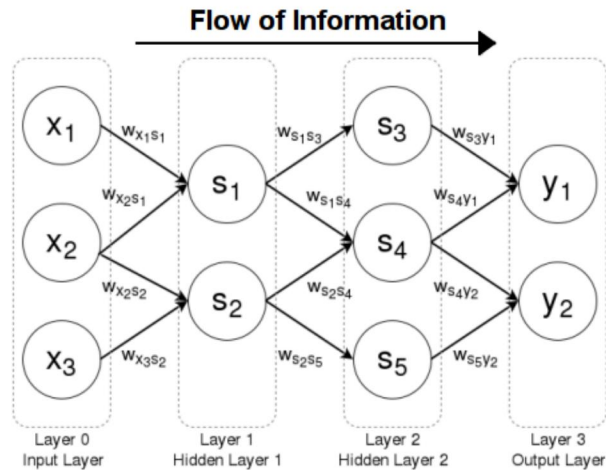 Flow of Information
x1
x2
x3
wx1s1
wx2s1
wx2s2
wx3s2
s1
s2
ws1s3
ws1s4
ws2s4
ws2s5
s3
s4
s5
ws3y1
ws4y1
ws4y2
ws5y2
y1
y2
Layer 0
Input Layer
Layer 1
Hidden Layer 1
Layer 2
Hidden Layer 2
Layer 3
Output Layer